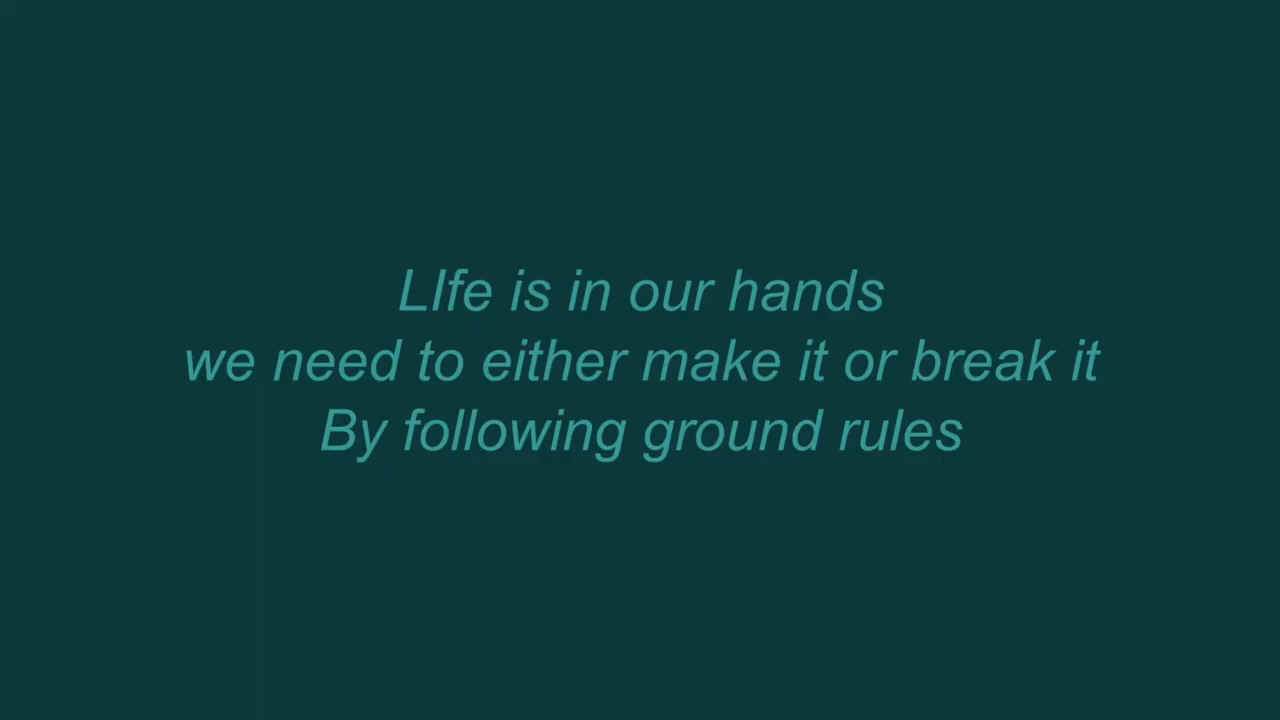 LIfe is in our hands
we need to either make it or break it
By following ground rules